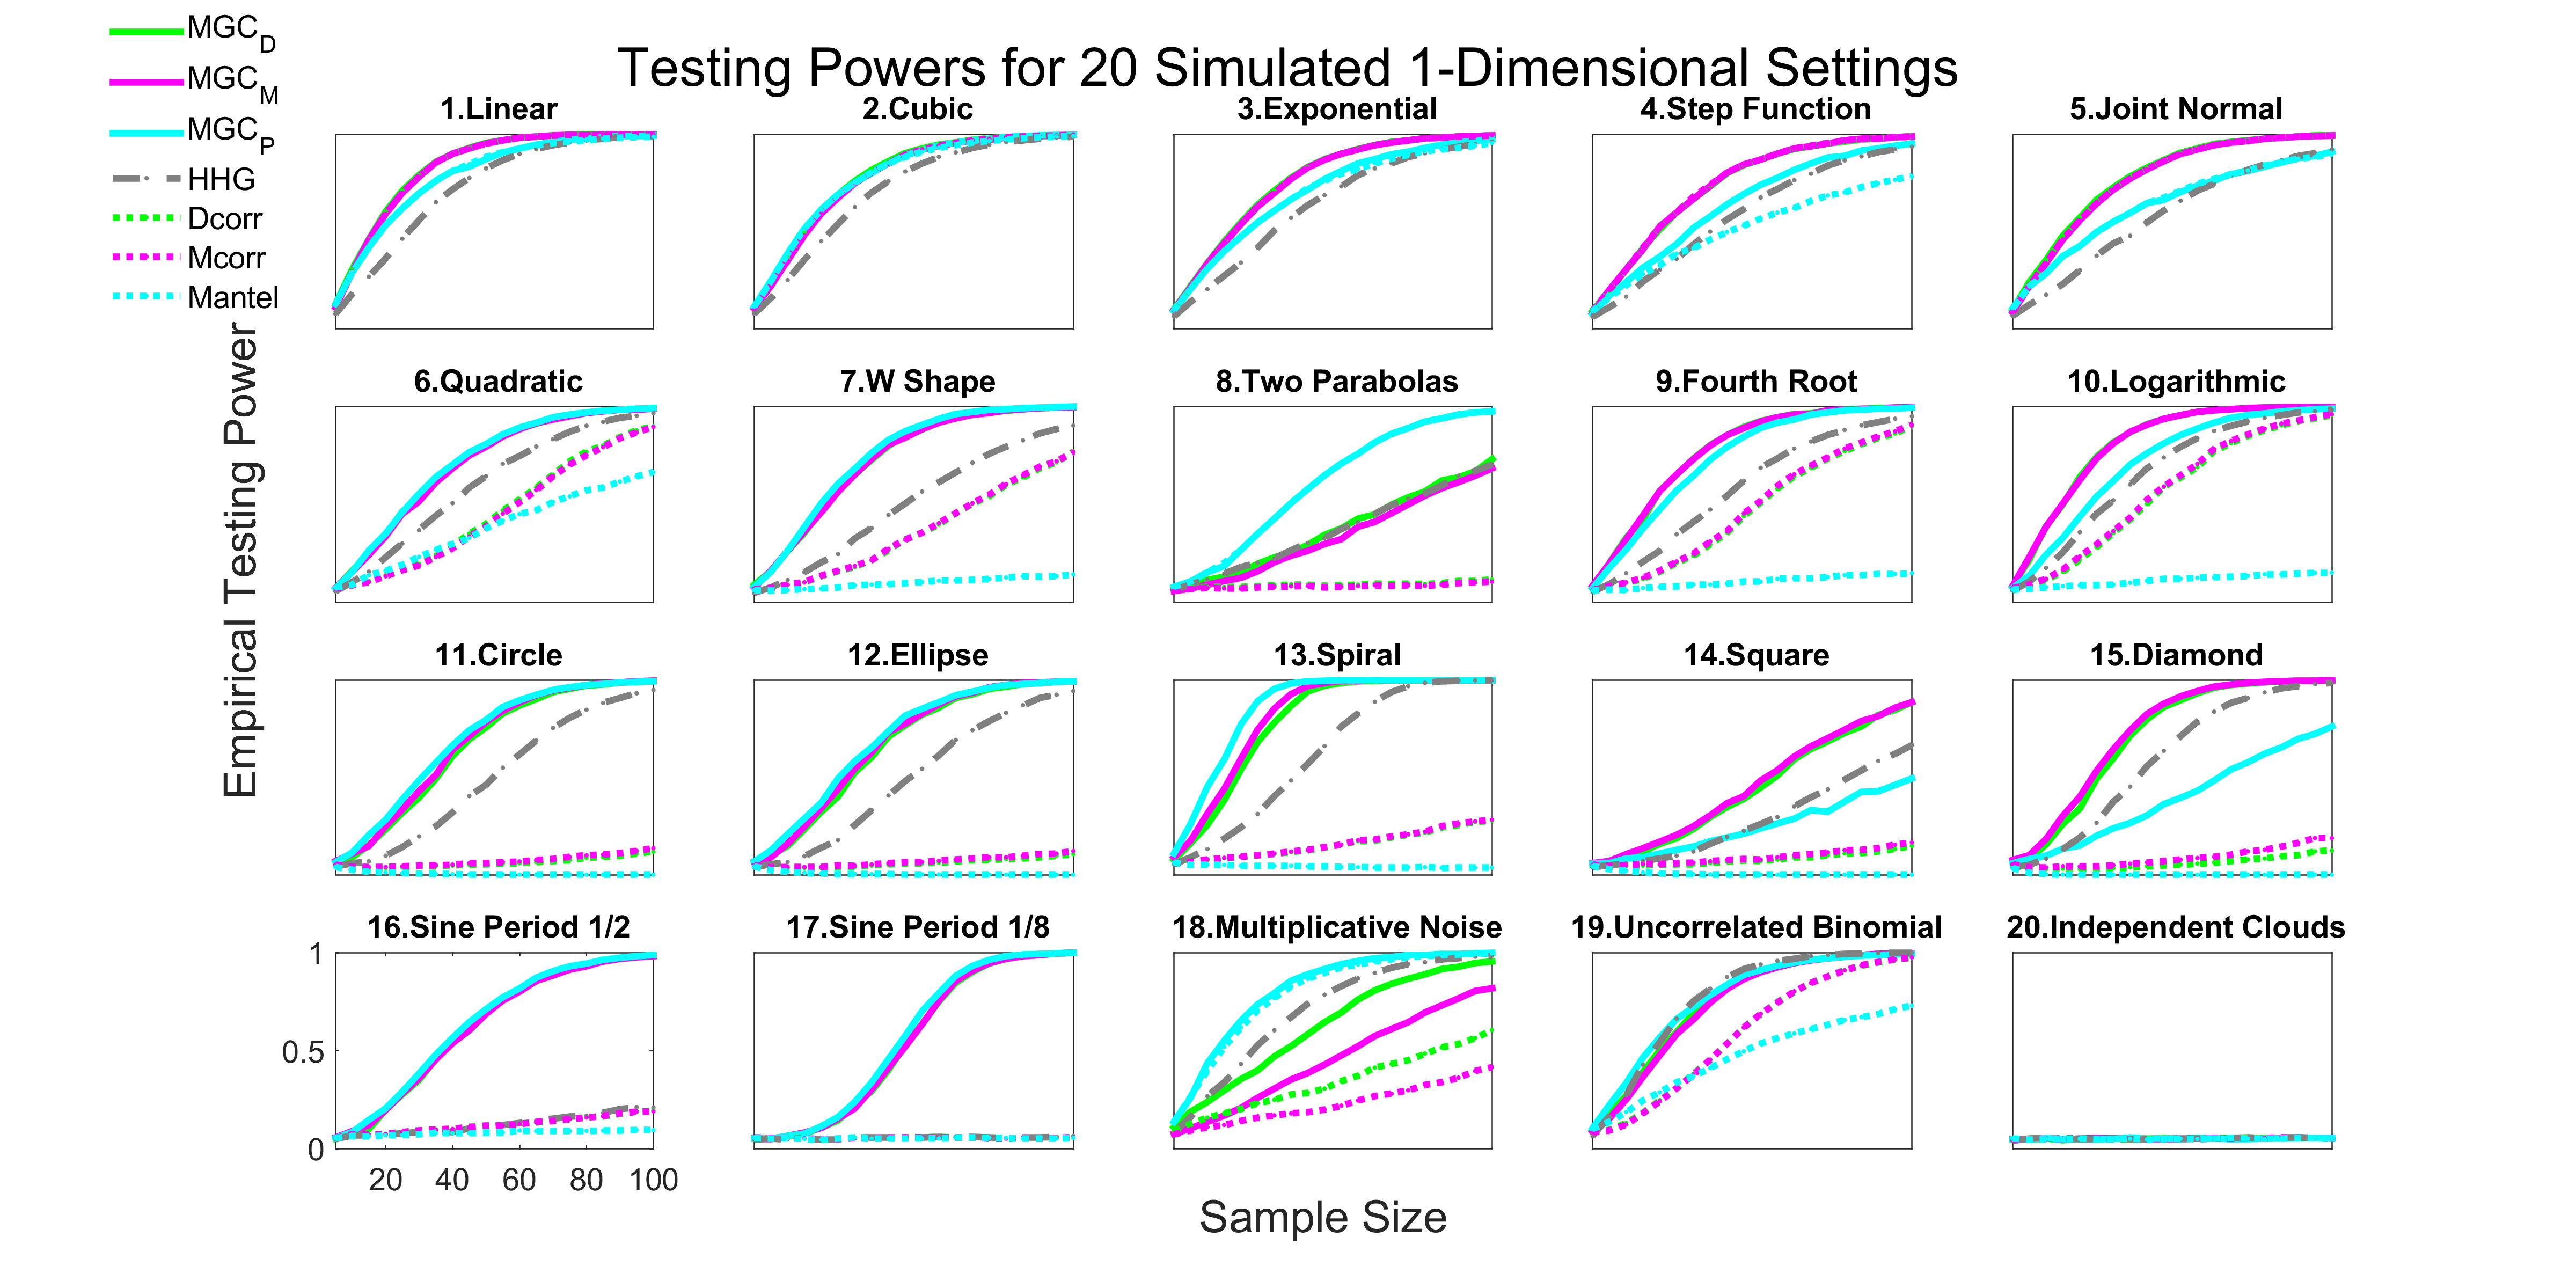 MGC_D
MGC_M
MGC_P
HHG
Dcorr
Mcorr
Mantel
Testing Powers for 20 Simulated 1-Dimensional Settings
1.Linear
2.Cubic
3.Exponential
4.Step Function
5.Joint Normal
6.Quadratic
7.W Shape
8.Two Parabolas
9.Fourth Root
10.Logarithmic
11.Circle
12.Ellipse
13.Spiral
14.Square
15.Diamond
16.Sine Period 1/2
17.Sine Period 1/8
18.Multiplicative Noise
19.Uncorrelated Binomial
20.Independent Clouds
Empirical Testing Power
1
0.5
0
20 40 60 80 100
Sample Size